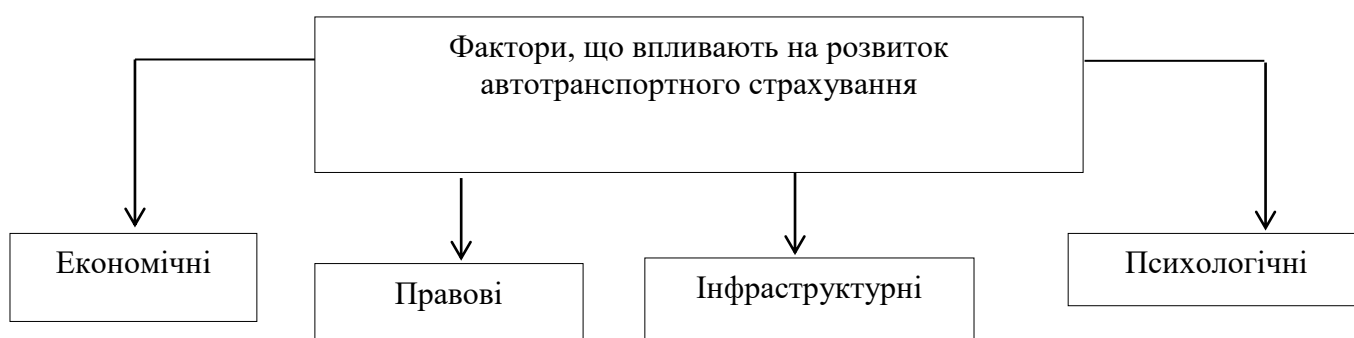 Фактори, що впливають на розвиток
автотранспортного страхування
Економічні
Правові
Інфраструктурні
Психологічні